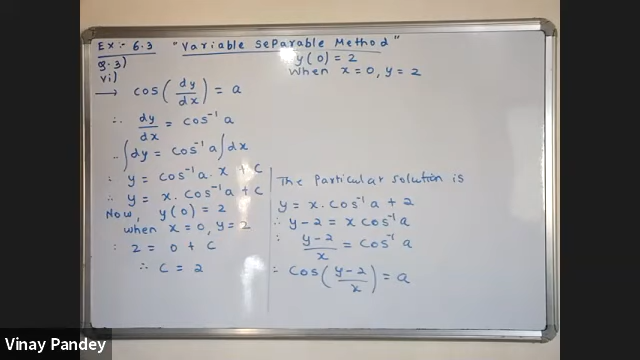 Ex:- 6.3 "Variable Separable Method"
Q.3) y(0) = 2
vi) When x=0, y=2
→ cos(dy/dx) = a
∴ dy/dx = cos⁻¹ a
∴ ∫dy = cos⁻¹ a ∫dx
∴ y = cos⁻¹ a . x + c
∴ y = x . cos⁻¹ a + c
Now, y(0) = 2
When x=0, y=2
∴ 2 = 0 + c
∴ c = 2
The Particular solution is
y = x . cos⁻¹ a + 2
∴ y-2 = x cos⁻¹ a
∴ y-2/x = cos⁻¹ a
∴ cos(y-2/x) = a
Vinay Pandey